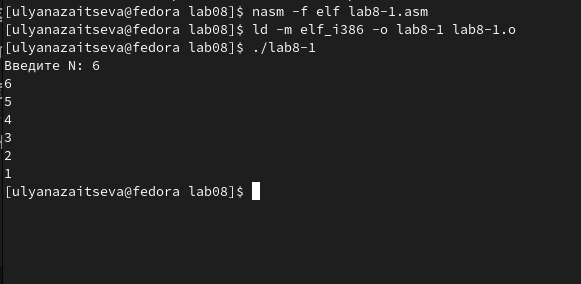 [ulyanazaitseva@fedora lab08]$ nasm -f elf lab8-1.asm
[ulyanazaitseva@fedora lab08]$ ld -m elf_i386 -o lab8-1 lab8-1.o
[ulyanazaitseva@fedora lab08]$ ./lab8-1
Введите N: 6
6
5
4
3
2
1
[ulyanazaitseva@fedora lab08]$